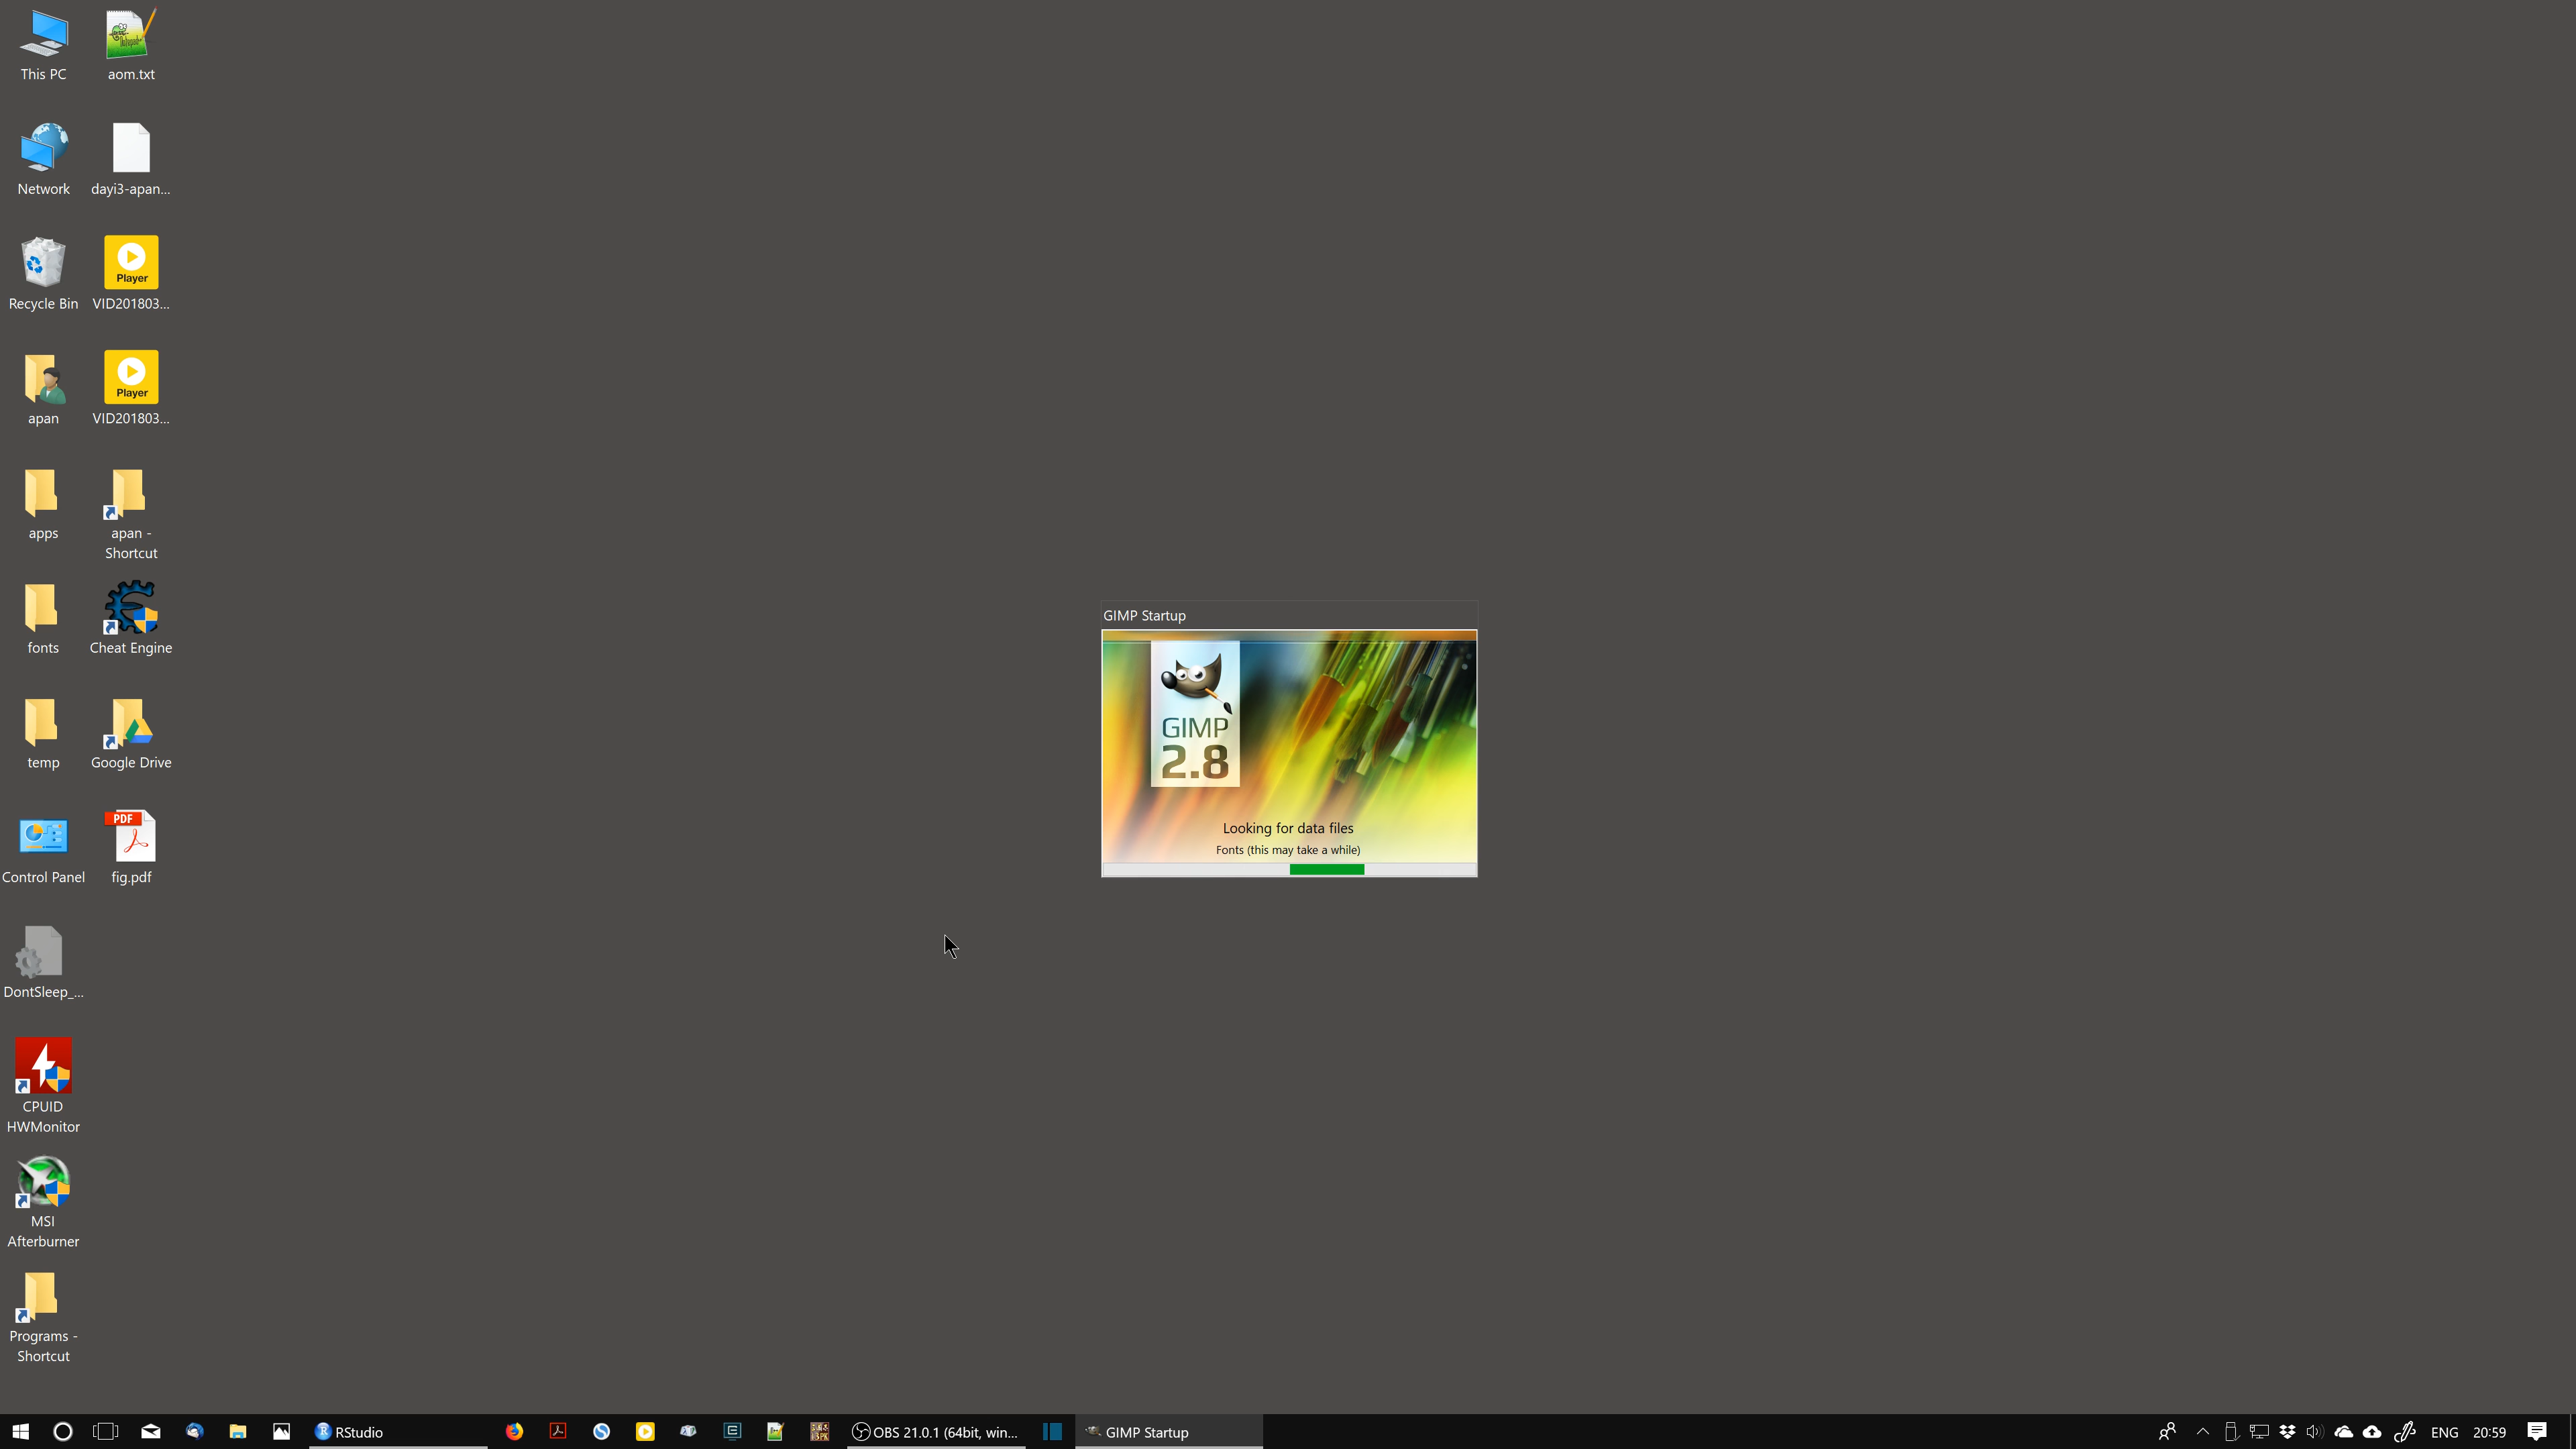 This PC
aom.txt
Network
dayi3-apan...
Recycle Bin
Player
VID201803...
apan
Player
VID201803...
apps
apan -
Shortcut
fonts
Cheat Engine
temp
Google Drive
Control Panel
PDF
fig.pdf
DontSleep_...
CPUID
HWMonitor
MSI
Afterburner
Programs -
Shortcut
GIMP Startup
GIMP
2.8
Looking for data files
Fonts (this may take a while)
RStudio
OBS 21.0.1 (64bit, win...
GIMP Startup
ENG
20:59